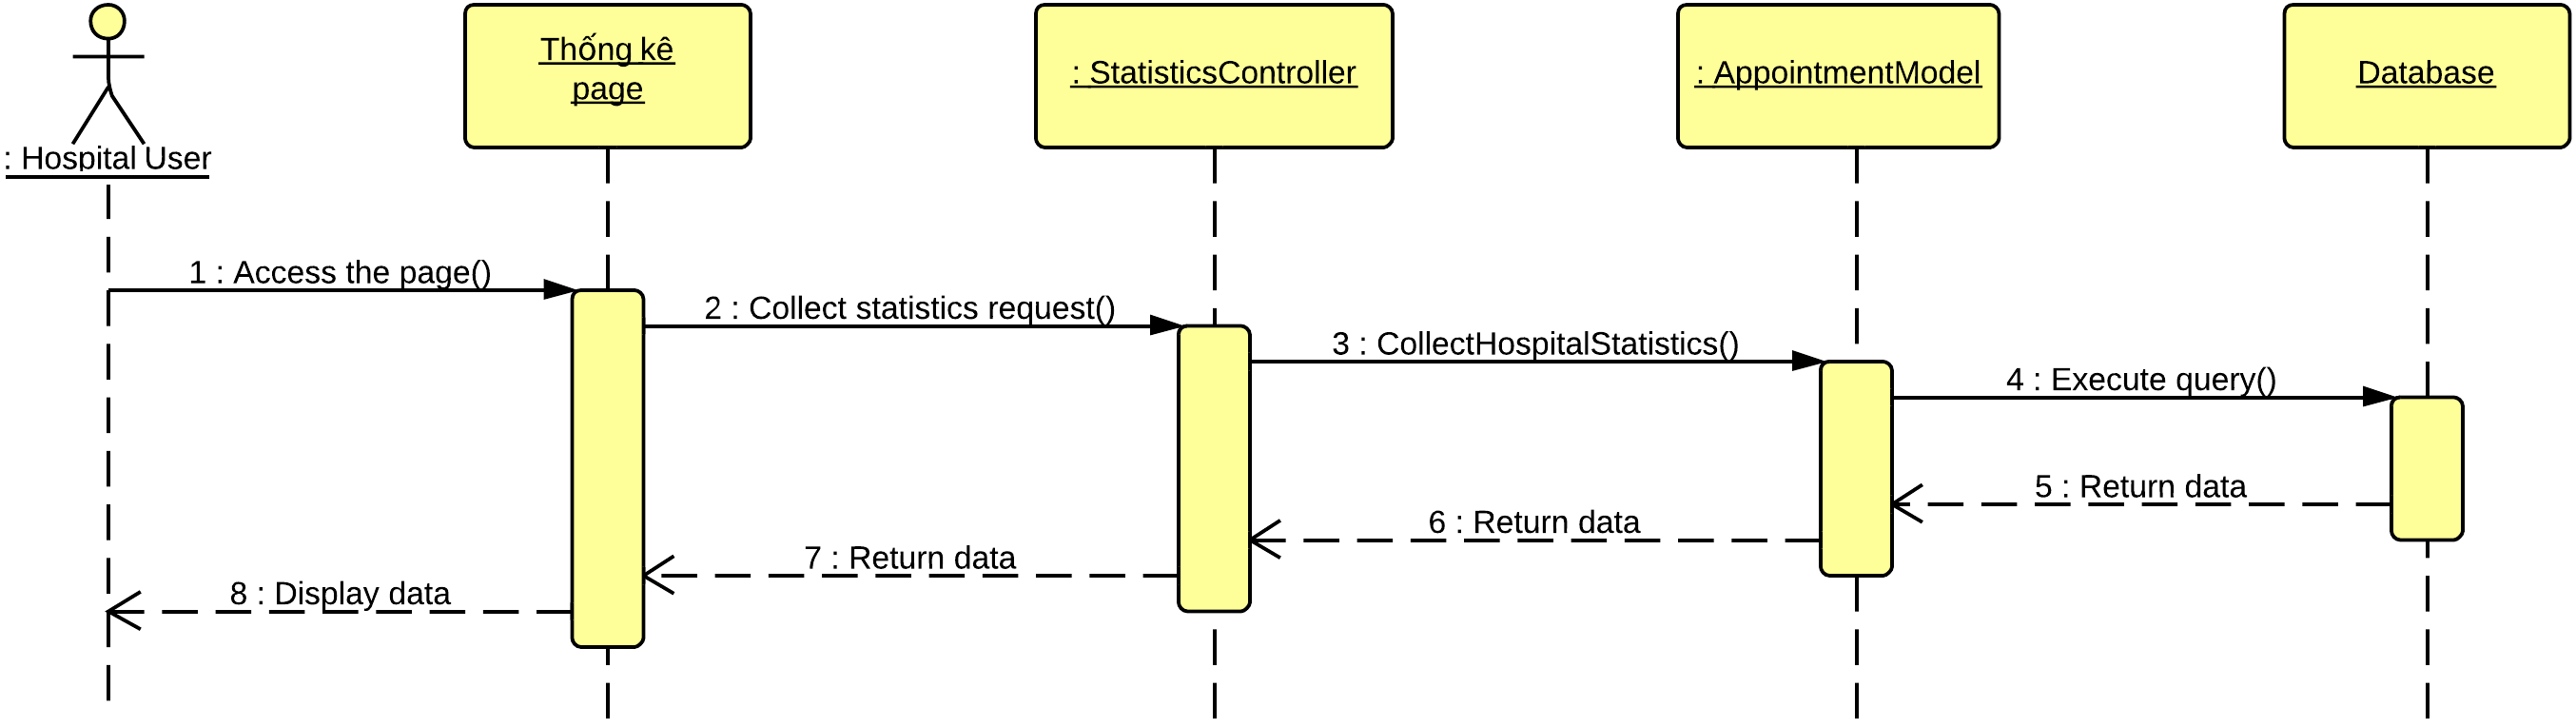 Thống kê
page
: StatisticsController
: AppointmentModel
Database
: Hospital User
1 : Access the page()
2 : Collect statistics request()
3 : CollectHospitalStatistics()
4 : Execute query()
5 : Return data
6 : Return data
7 : Return data
8 : Display data